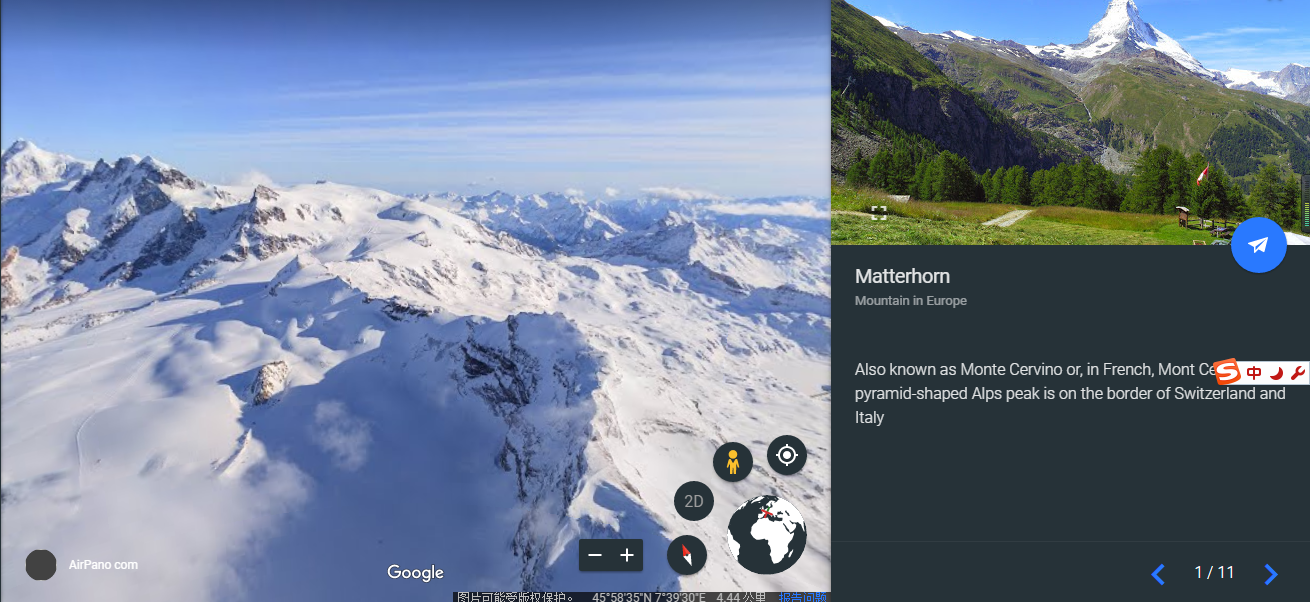 Matterhorn
Mountain in Europe
Also known as Monte Cervino or, in French, Mont
中
pyramid-shaped Alps peak is on the border of Switzerland and
Italy
2D
AirPano com
Google
1 / 11
图片可能受版权保护。 45°58'35"N 7°39'30"E 4.44 公里 报告问题